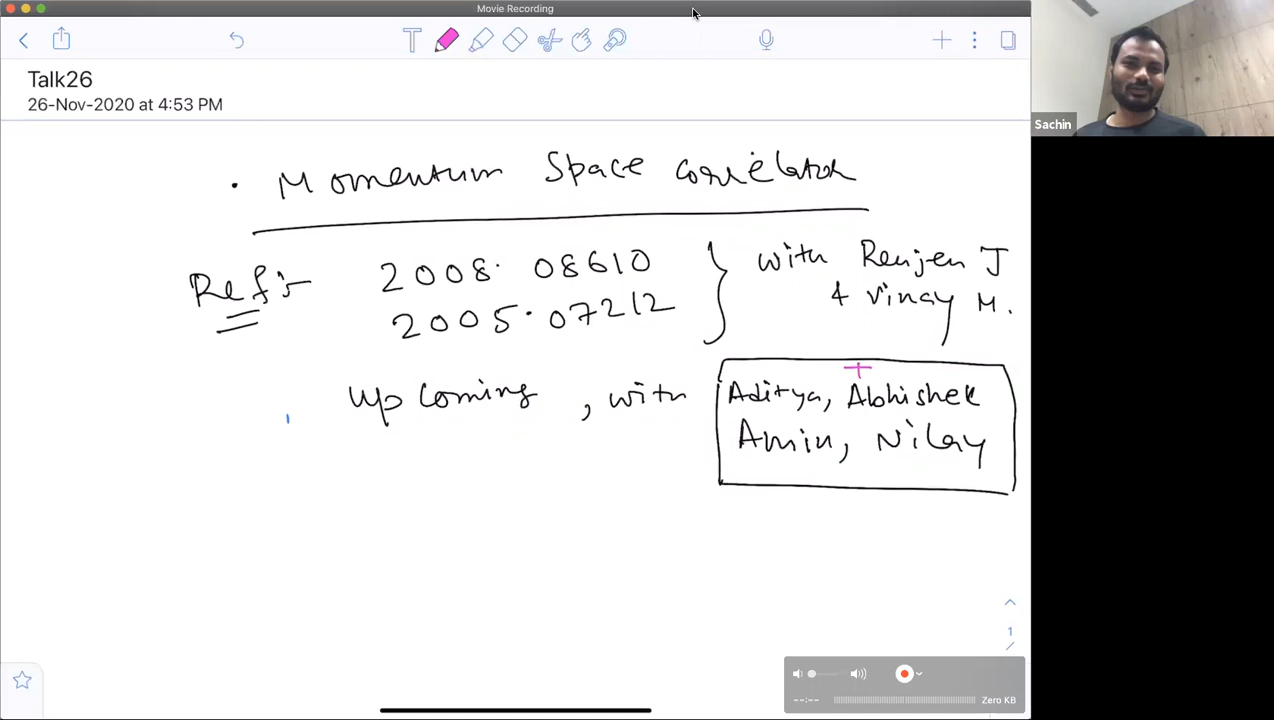 Movie Recording
Talk26
26-Nov-2020 at 4:53 PM
Sachin
• Momentum Space correlator
Ref:- 2008.08610 } with Renjen J
2005.07212 & Vinay M.
Upcoming, with Aditya, Abhishek
Amin, Nilay
1
--:-- Zero KB